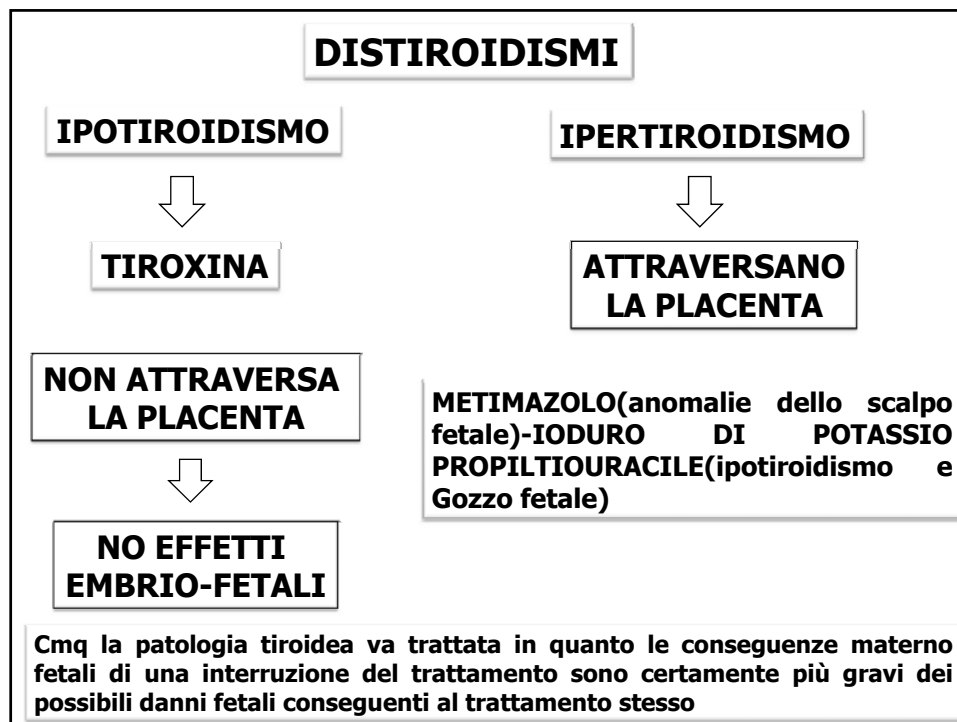 DISTIROIDISMI
IPOTIROIDISMO
TIROXINA
NON ATTRAVERSA
LA PLACENTA
NO EFFETTI
EMBRIO-FETALI
IPERTIROIDISMO
ATTRAVERSANO
LA PLACENTA
METIMAZOLO(anomalie dello scalpo
fetale)-IODURO DI POTASSIO
PROPILTIOURACILE(ipotiroidismo e
Gozzo fetale)
Cmq la patologia tiroidea va trattata in quanto le conseguenze materno
fetali di una interruzione del trattamento sono certamente più gravi dei
possibili danni fetali conseguenti al trattamento stesso